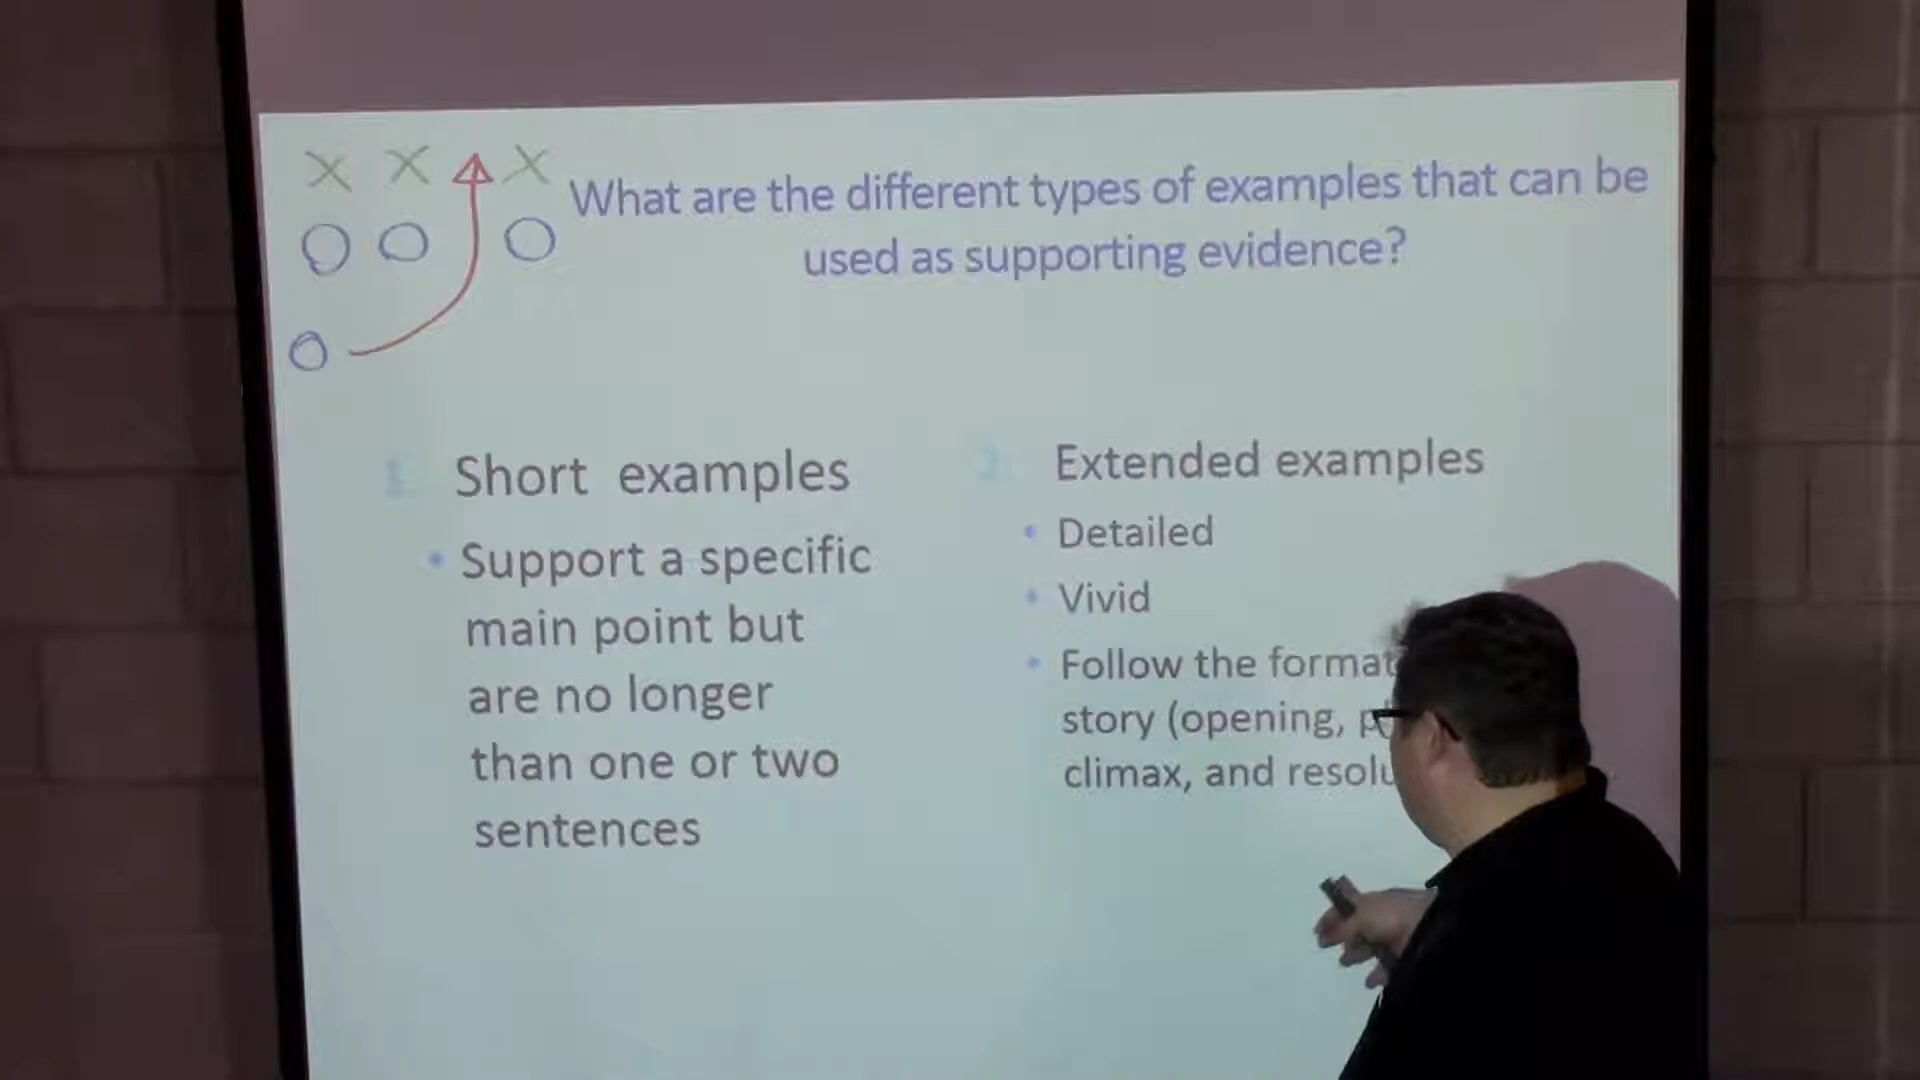 What are the different types of examples that can be
used as supporting evidence?
1. Short examples
• Support a specific
main point but
are no longer
than one or two
sentences
2. Extended examples
• Detailed
• Vivid
• Follow the format
story (opening,
climax, and